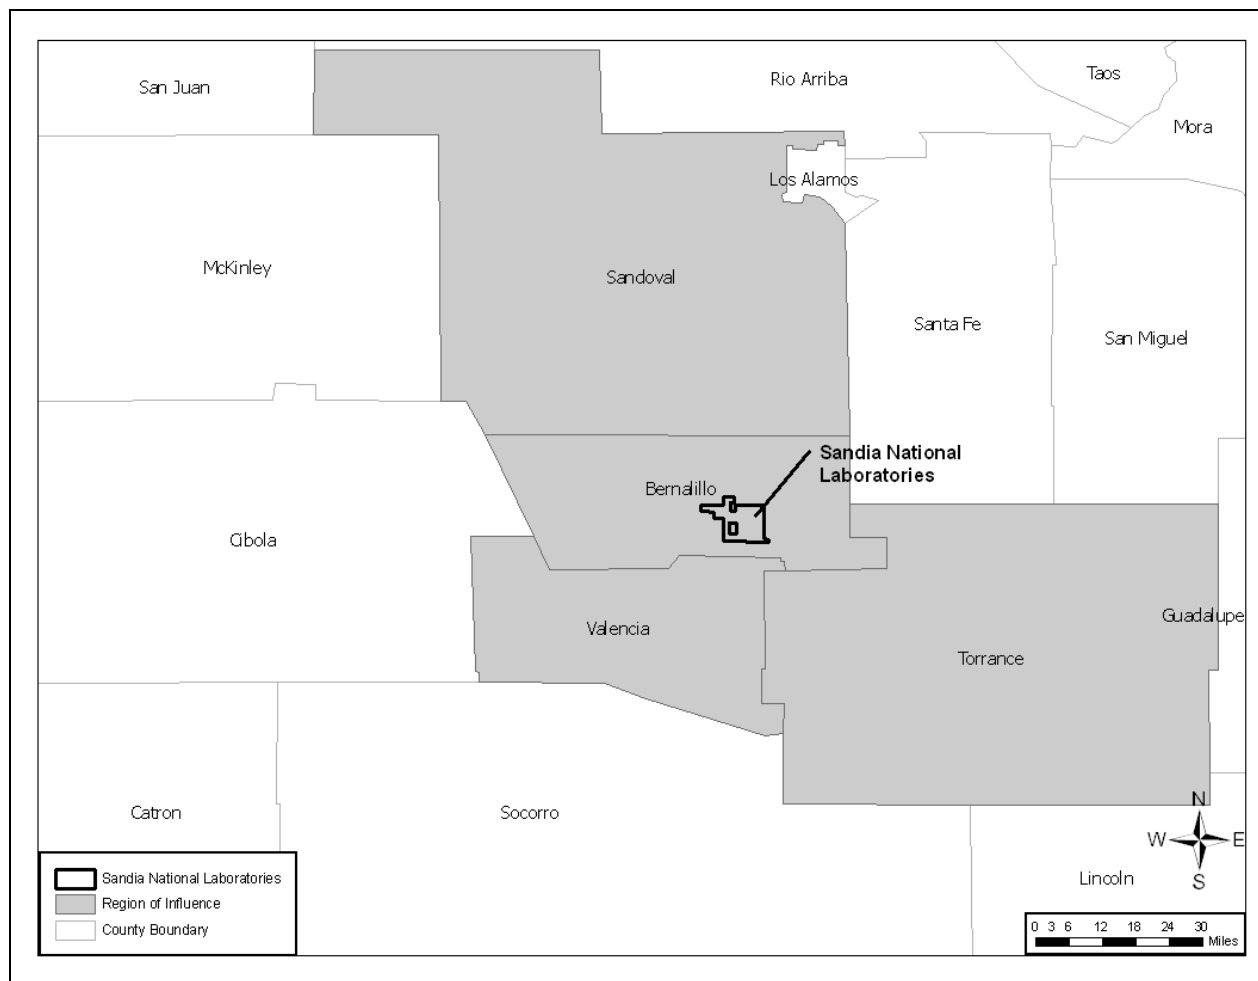 San Juan
Rio Arriba
Taos
Mora
Los Alamos
McKinley
Sandoval
Santa Fe
San Miguel
Sandia National
Laboratories
Bernalillo
Cibola
Guadalupe
Valencia
Torrance
Catron
Socorro
Lincoln
N
W E
S
Sandia National Laboratories
Region of Influence
County Boundary
0 3 6 12 18 24 30
Miles